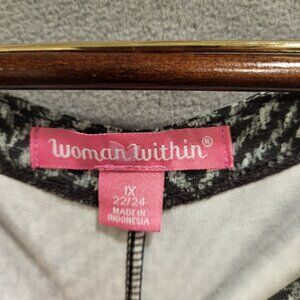 woman within®
1X
22/24
MADE IN
INDONESIA